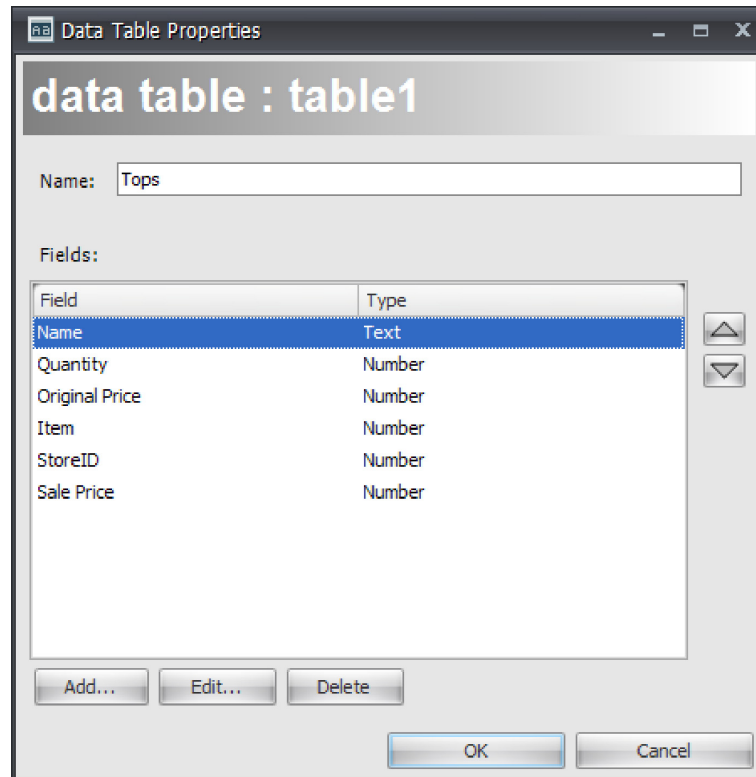 Data Table Properties
data table : table1
Name: Tops
Fields:
Field Type
Name Text
Quantity Number
Original Price Number
Item Number
StoreID Number
Sale Price Number
Add... Edit... Delete
OK Cancel